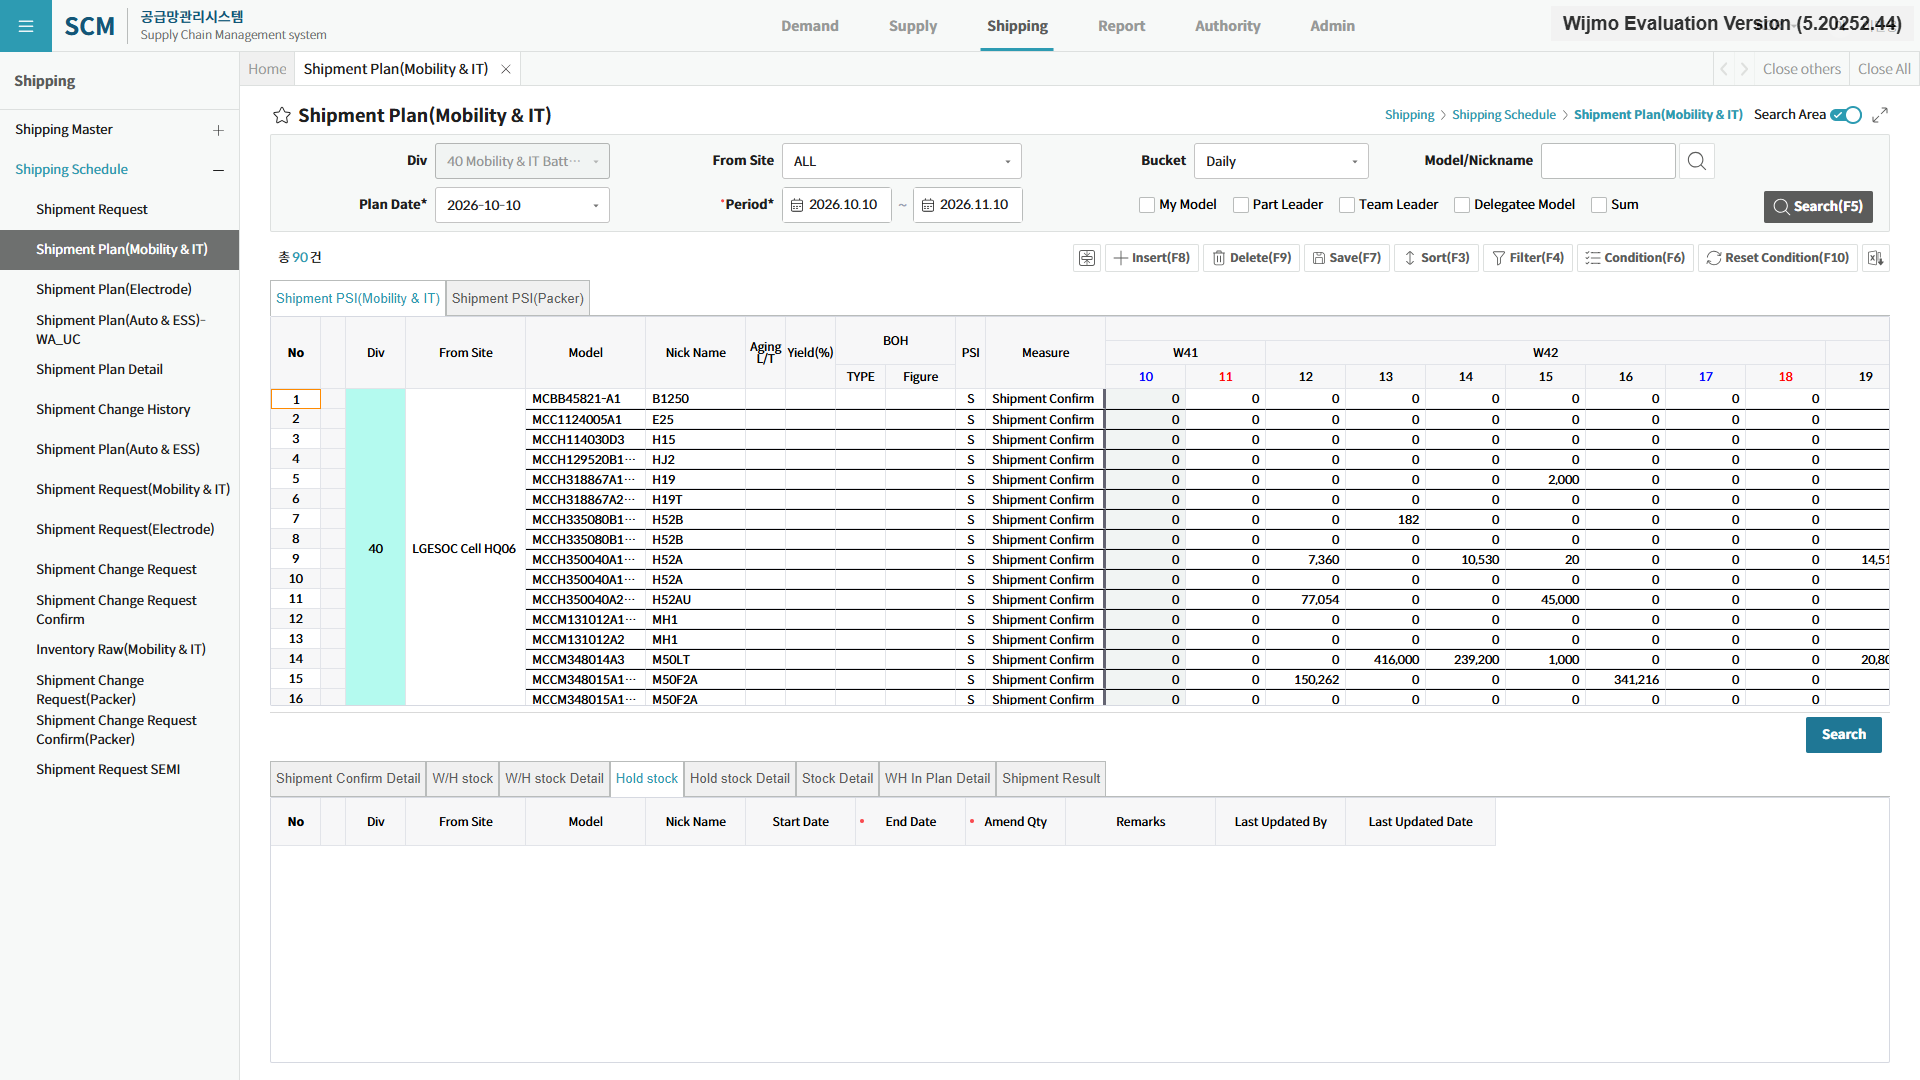 SCM
공급망관리시스템
Supply Chain Management system
Demand
Supply
Shipping
Report
Authority
Admin
Wijmo Evaluation Version (5.20252.44)
Shipping
Home
Shipment Plan(Mobility & IT)
Close others
Close All
Shipping Master
Shipping Schedule
Shipment Request
Shipment Plan(Mobility & IT)
Shipment Plan(Electrode)
Shipment Plan(Auto & ESS)-
WA_UC
Shipment Plan Detail
Shipment Change History
Shipment Plan(Auto & ESS)
Shipment Request(Mobility & IT)
Shipment Request(Electrode)
Shipment Change Request
Shipment Change Request
Confirm
Inventory Raw(Mobility & IT)
Shipment Change
Request(Packer)
Shipment Change Request
Confirm(Packer)
Shipment Request SEMI
Shipment Plan(Mobility & IT)
Shipping > Shipping Schedule > Shipment Plan(Mobility & IT)
Search Area
Div 40 Mobility & IT Batt···
From Site ALL
Bucket Daily
Model/Nickname
Plan Date* 2026-10-10
*Period* 2026.10.10 ~ 2026.11.10
My Model
Part Leader
Team Leader
Delegatee Model
Sum
Search(F5)
총 90 건
Insert(F8)
Delete(F9)
Save(F7)
Sort(F3)
Filter(F4)
Condition(F6)
Reset Condition(F10)
Shipment PSI(Mobility & IT)
Shipment PSI(Packer)
No Div From Site Model Nick Name Aging L/T Yield(%) BOH PSI Measure W41 W42
TYPE Figure 10 11 12 13 14 15 16 17 18 19
40 LGESOC Cell HQ06
1 MCBB45821-A1 B1250 S Shipment Confirm 0 0 0 0 0 0 0 0 0
2 MCC1124005A1 E25 S Shipment Confirm 0 0 0 0 0 0 0 0 0
3 MCCH114030D3 H15 S Shipment Confirm 0 0 0 0 0 0 0 0 0
4 MCCH129520B1··· HJ2 S Shipment Confirm 0 0 0 0 0 0 0 0 0
5 MCCH318867A1··· H19 S Shipment Confirm 0 0 0 0 0 2,000 0 0 0
6 MCCH318867A2··· H19T S Shipment Confirm 0 0 0 0 0 0 0 0 0
7 MCCH335080B1··· H52B S Shipment Confirm 0 0 0 182 0 0 0 0 0
8 MCCH335080B1··· H52B S Shipment Confirm 0 0 0 0 0 0 0 0 0
9 MCCH350040A1··· H52A S Shipment Confirm 0 0 7,360 0 10,530 20 0 0 0 14,51
10 MCCH350040A1··· H52A S Shipment Confirm 0 0 0 0 0 0 0 0 0
11 MCCH350040A2··· H52AU S Shipment Confirm 0 0 77,054 0 0 45,000 0 0 0
12 MCCM131012A1··· MH1 S Shipment Confirm 0 0 0 0 0 0 0 0 0
13 MCCM131012A2 MH1 S Shipment Confirm 0 0 0 0 0 0 0 0 0
14 MCCM348014A3 M50LT S Shipment Confirm 0 0 0 416,000 239,200 1,000 0 0 0 20,80
15 MCCM348015A1··· M50F2A S Shipment Confirm 0 0 150,262 0 0 0 341,216 0 0
16 MCCM348015A1··· M50F2A S Shipment Confirm 0 0 0 0 0 0 0 0 0
Search
Shipment Confirm Detail
W/H stock
W/H stock Detail
Hold stock
Hold stock Detail
Stock Detail
WH In Plan Detail
Shipment Result
No Div From Site Model Nick Name Start Date End Date Amend Qty Remarks Last Updated By Last Updated Date